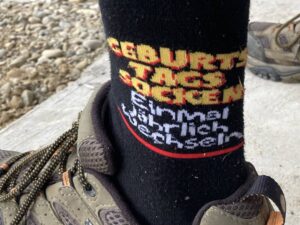 GEBURTS
TAGS
SOCKEN
Einmal
Jährlich
Wechseln